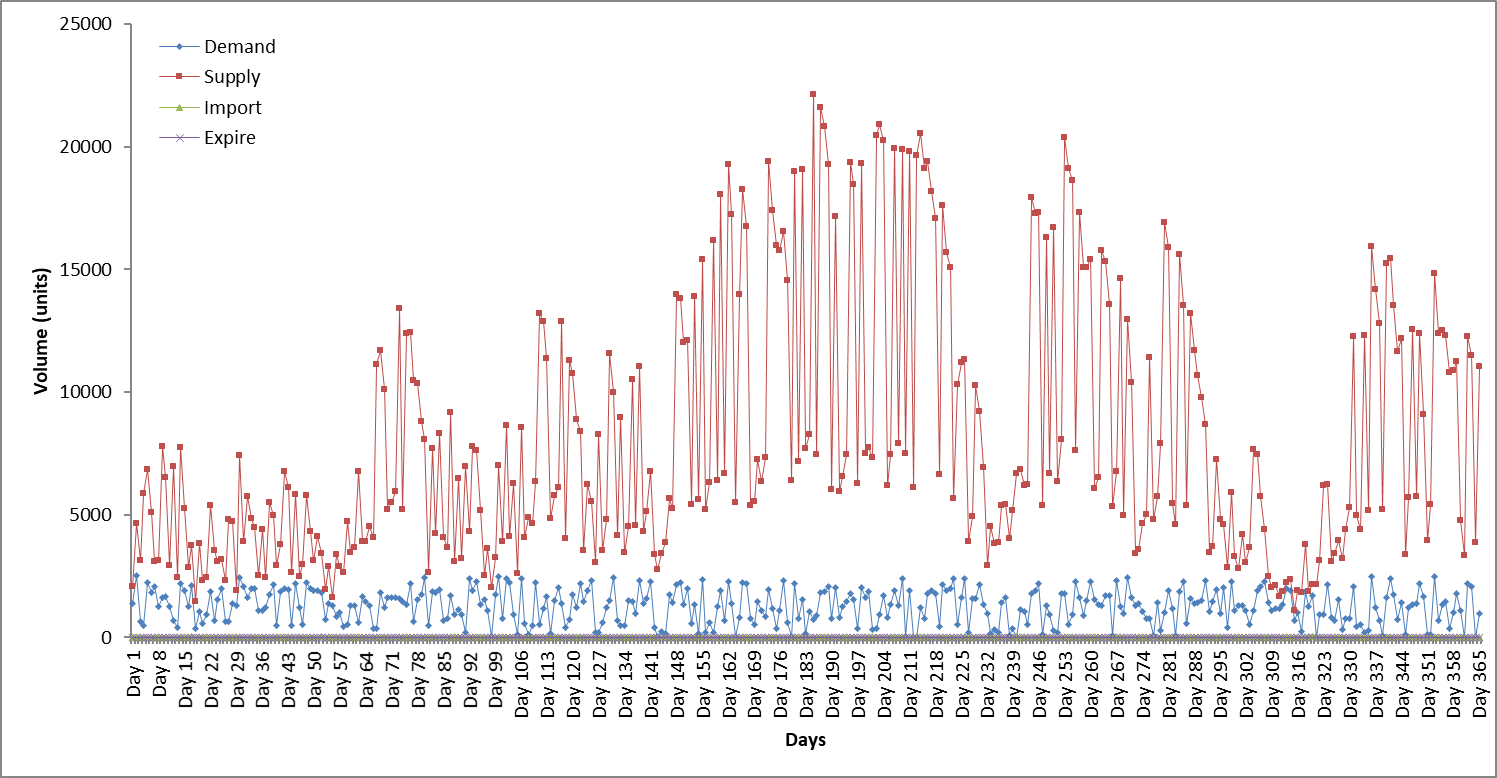 25000
20000
15000
10000
5000
0
Volume (units)
Demand
Supply
Import
Expire
Day 1
Day 8
Day 15
Day 22
Day 29
Day 36
Day 43
Day 50
Day 57
Day 64
Day 71
Day 78
Day 85
Day 92
Day 99
Day 106
Day 113
Day 120
Day 127
Day 134
Day 141
Day 148
Day 155
Day 162
Day 169
Day 176
Day 183
Day 190
Day 197
Day 204
Day 211
Day 218
Day 225
Day 232
Day 239
Day 246
Day 253
Day 260
Day 267
Day 274
Day 281
Day 288
Day 295
Day 302
Day 309
Day 316
Day 323
Day 330
Day 337
Day 344
Day 351
Day 358
Day 365
Days